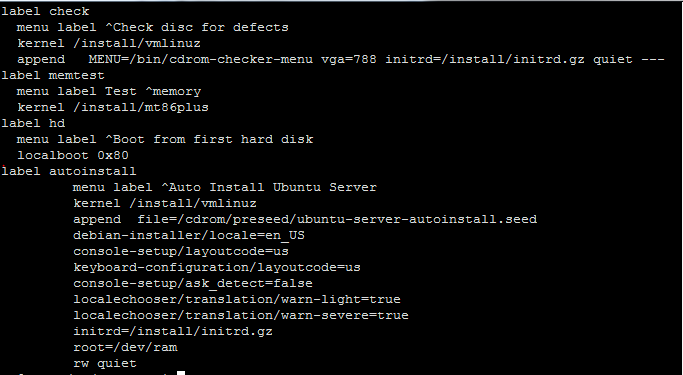 label check
  menu label ^Check disc for defects
  kernel /install/vmlinuz
  append   MENU=/bin/cdrom-checker-menu vga=788 initrd=/install/initrd.gz quiet ---
label memtest
  menu label Test ^memory
  kernel /install/mt86plus
label hd
  menu label ^Boot from first hard disk
  localboot 0x80
label autoinstall
         menu label ^Auto Install Ubuntu Server
         kernel /install/vmlinuz
         append  file=/cdrom/preseed/ubuntu-server-autoinstall.seed
         debian-installer/locale=en_US
         console-setup/layoutcode=us
         keyboard-configuration/layoutcode=us
         console-setup/ask_detect=false
         localechooser/translation/warn-light=true
         localechooser/translation/warn-severe=true
         initrd=/install/initrd.gz
         root=/dev/ram
         rw quiet